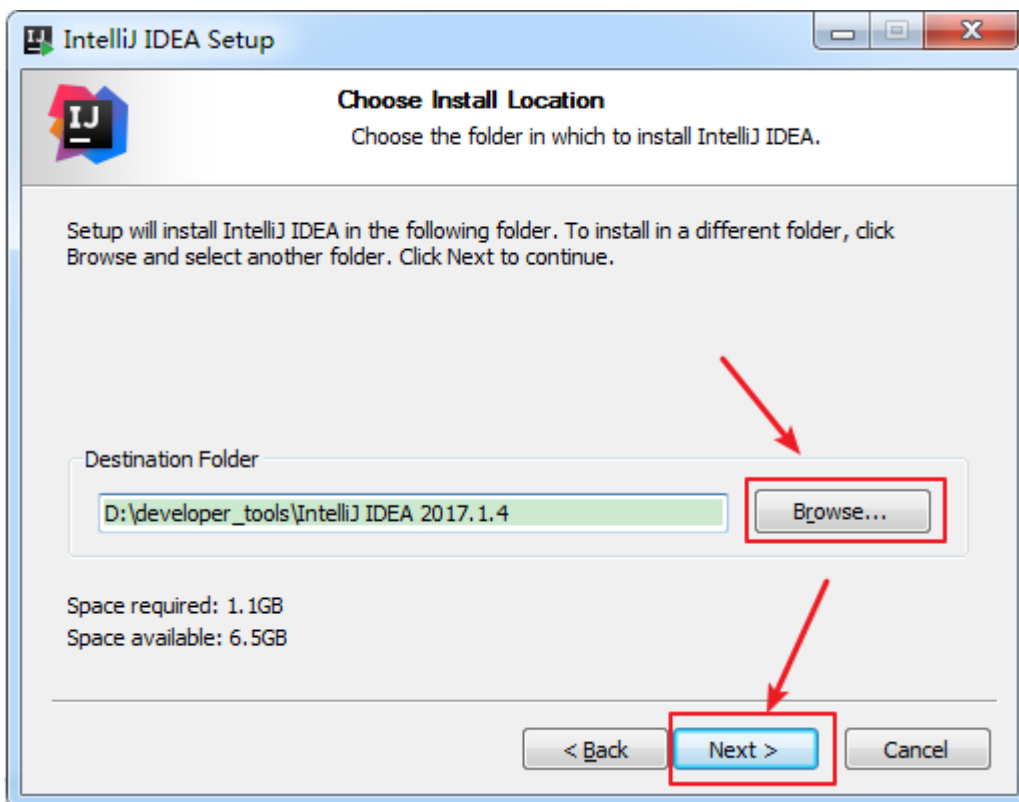 IntelliJ IDEA Setup
IJ
Choose Install Location
Choose the folder in which to install IntelliJ IDEA.
Setup will install IntelliJ IDEA in the following folder. To install in a different folder, click
Browse and select another folder. Click Next to continue.
Destination Folder
D:\developer_tools\IntelliJ IDEA 2017.1.4
Browse...
Space required: 1.1GB
Space available: 6.5GB
< Back
Next >
Cancel